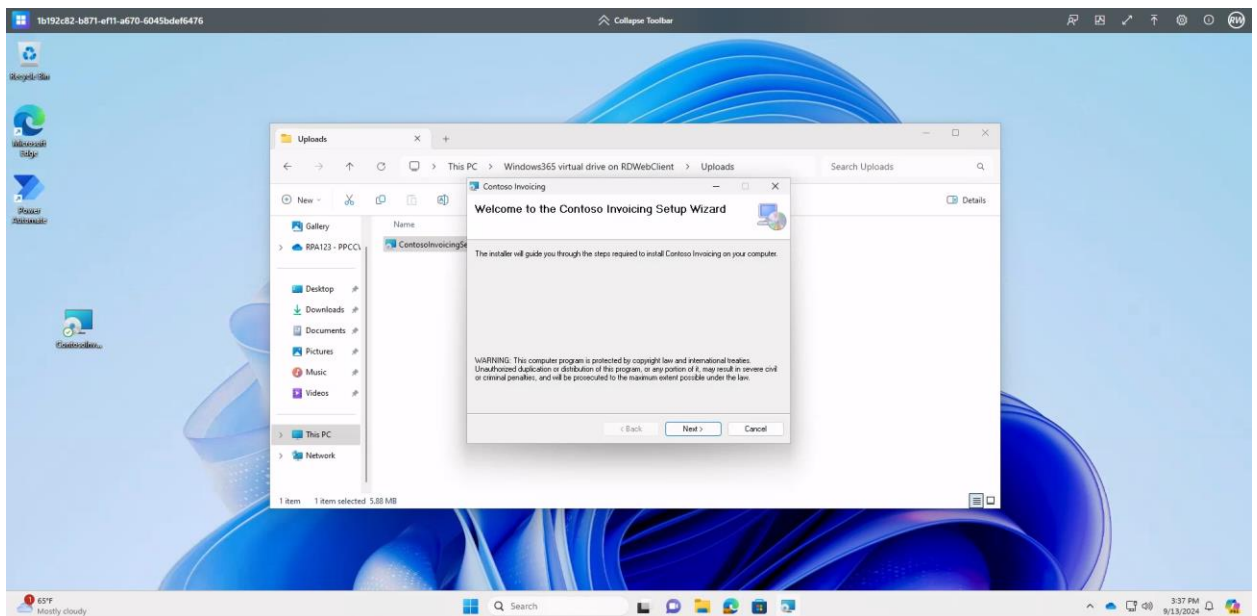 1b192c82-b871-ef11-a670-6045bdef6476
Collapse Toolbar
RW
Recycle Bin
Microsoft
Edge
Power
Automate
ContosoInv...
Uploads
This PC > Windows365 virtual drive on RDWebClient > Uploads
Search Uploads
New
Details
Gallery
RPA123 - PPCC
Desktop
Downloads
Documents
Pictures
Music
Videos
This PC
Network
Name
ContosoInvoicingSe
1 item 1 item selected 5.88 MB
Contoso Invoicing
Welcome to the Contoso Invoicing Setup Wizard
The installer will guide you through the steps required to install Contoso Invoicing on your computer.
WARNING: This computer program is protected by copyright law and international treaties.
Unauthorized duplication or distribution of this program, or any portion of it, may result in severe civil
or criminal penalties, and will be prosecuted to the maximum extent possible under the law.
< Back
Next >
Cancel
1
65°F
Mostly cloudy
Search
3:37 PM
9/13/2024